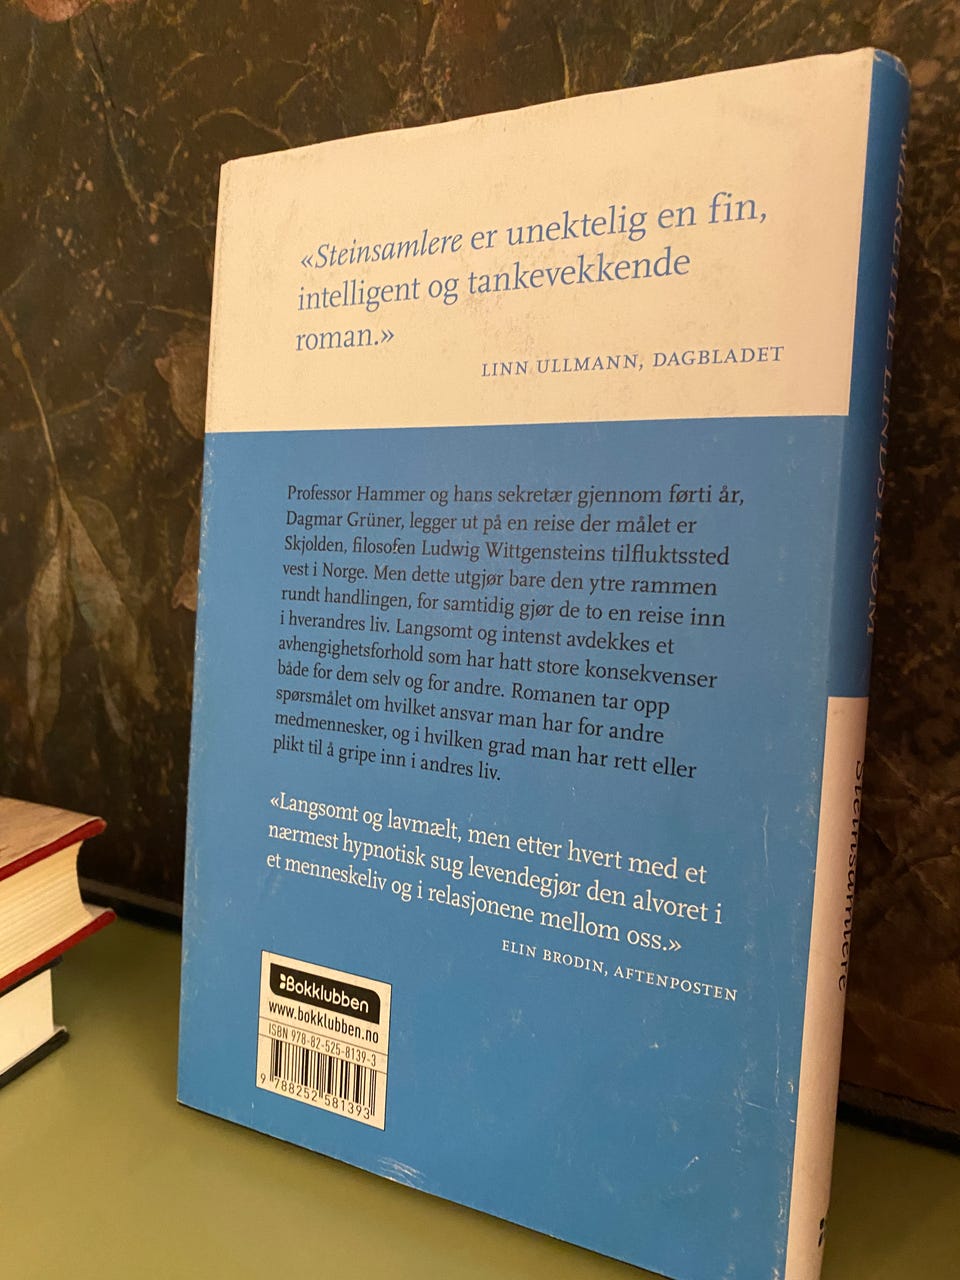 «Steinsamlere er unektelig en fin,
intelligent og tankevekkende
roman.»
LINN ULLMANN, DAGBLADET
Professor Hammer og hans sekretær gjennom førti år,
Dagmar Grüner, legger ut på en reise der målet er
Skjolden, filosofen Ludwig Wittgensteins tilfluktssted
vest i Norge. Men dette utgjør bare den ytre rammen
rundt handlingen, for samtidig gjør de to en reise inn
i hverandres liv. Langsomt og intenst avdekkes et
avhengighetsforhold som har hatt store konsekvenser
både for dem selv og for andre. Romanen tar opp
spørsmålet om hvilket ansvar man har for andre
medmennesker, og i hvilken grad man har rett eller
plikt til å gripe inn i andres liv.
«Langsomt og lavmælt, men etter hvert med et
nærmest hypnotisk sug levendegjør den alvoret i
et menneskeliv og i relasjonene mellom oss.»
ELIN BRODIN, AFTENPOSTEN
Bokklubben
www.bokklubben.no
ISBN 978-82-525-8139-3
9 788252 581393
MERETHE LINDSTRØM
Steinsamlere